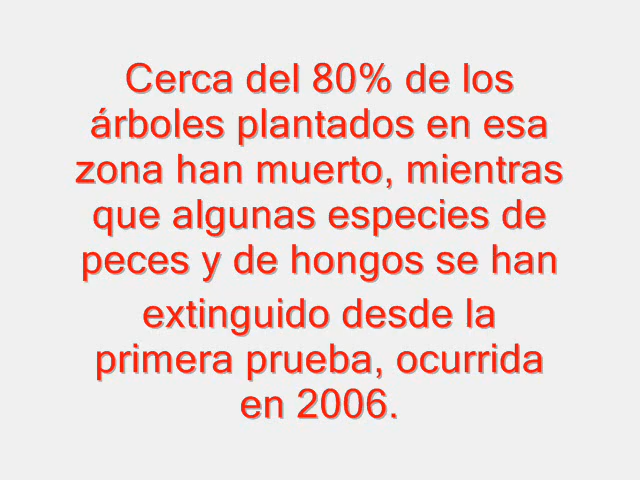 Cerca del 80% de los
árboles plantados en esa
zona han muerto, mientras
que algunas especies de
peces y de hongos se han
extinguido desde la
primera prueba, ocurrida
en 2006.